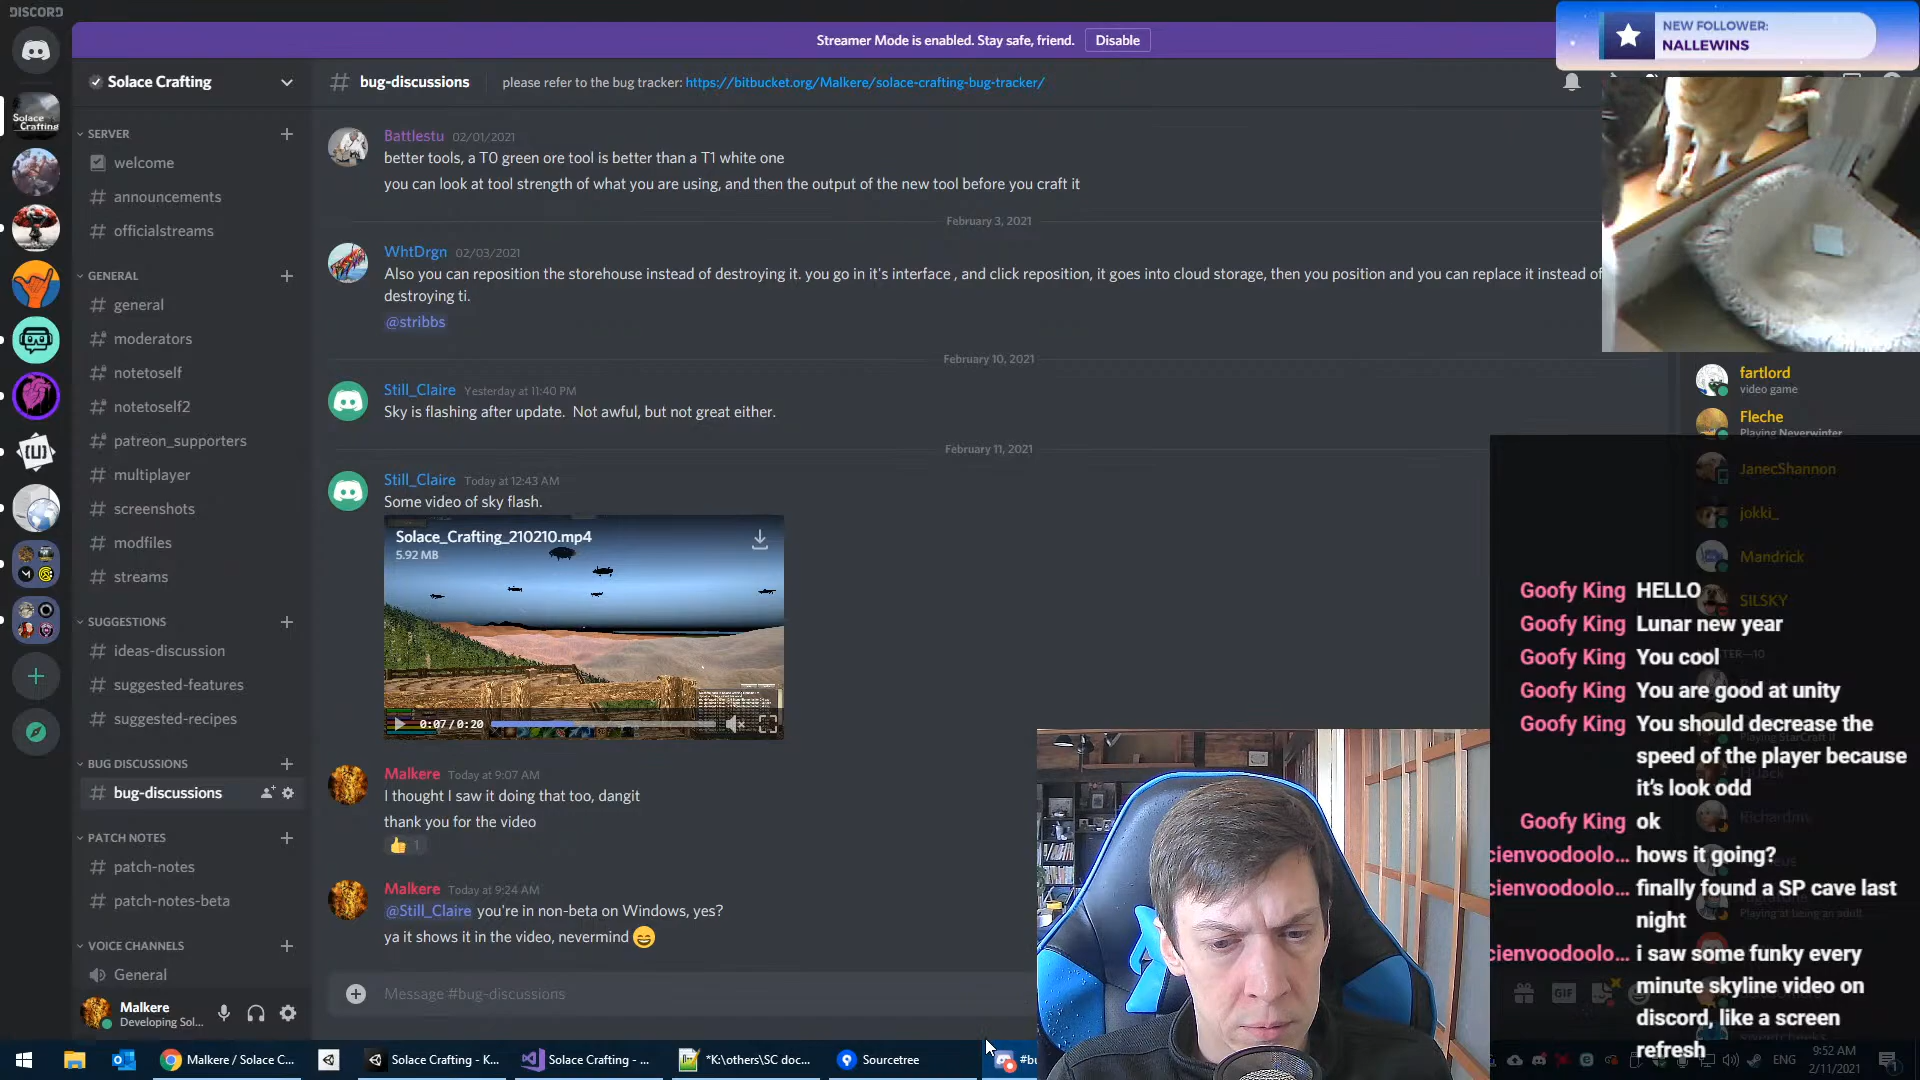 DISCORD
Streamer Mode is enabled. Stay safe, friend.
Disable
NEW FOLLOWER:
NALLEWINS
Solace Crafting
# bug-discussions
please refer to the bug tracker: https://bitbucket.org/Malkere/solace-crafting-bug-tracker/
Solace
Crafting
SERVER
welcome
announcements
officialstreams
GENERAL
general
moderators
notetoself
notetoself2
patreon_supporters
multiplayer
screenshots
modfiles
streams
SUGGESTIONS
ideas-discussion
suggested-features
suggested-recipes
BUG DISCUSSIONS
bug-discussions
PATCH NOTES
patch-notes
patch-notes-beta
VOICE CHANNELS
General
Malkere
Developing Sol...
Battlestu 02/01/2021
better tools, a T0 green ore tool is better than a T1 white one
you can look at tool strength of what you are using, and then the output of the new tool before you craft it
February 3, 2021
WhtDrgn 02/03/2021
Also you can reposition the storehouse instead of destroying it. you go in it's interface , and click reposition, it goes into cloud storage, then you position and you can replace it instead of
destroying ti.
@stribbs
February 10, 2021
Still_Claire Yesterday at 11:40 PM
Sky is flashing after update. Not awful, but not great either.
February 11, 2021
Still_Claire Today at 12:43 AM
Some video of sky flash.
Solace_Crafting_210210.mp4
5.92 MB
0:07/0:20
Malkere Today at 9:07 AM
I thought I saw it doing that too, dangit
thank you for the video
1
Malkere Today at 9:24 AM
@Still_Claire you're in non-beta on Windows, yes?
ya it shows it in the video, nevermind
Message #bug-discussions
fartlord
video game
Fleche
Playing Neverwinter
JanecShannon
jokki_
Mandrick
SILSKY
Goofy King HELLO
Goofy King Lunar new year
Goofy King You cool
Goofy King You are good at unity
Goofy King You should decrease the
speed of the player because
it's look odd
Goofy King ok
cienvoodoolo... hows it going?
cienvoodoolo... finally found a SP cave last
night
cienvoodoolo... i saw some funky every
minute skyline video on
discord, like a screen
refresh
GIF
Malkere / Solace C...
Solace Crafting - K...
Solace Crafting - ...
*K:\others\SC doc...
Sourcetree
#bu
ENG
9:52 AM
2/11/2021